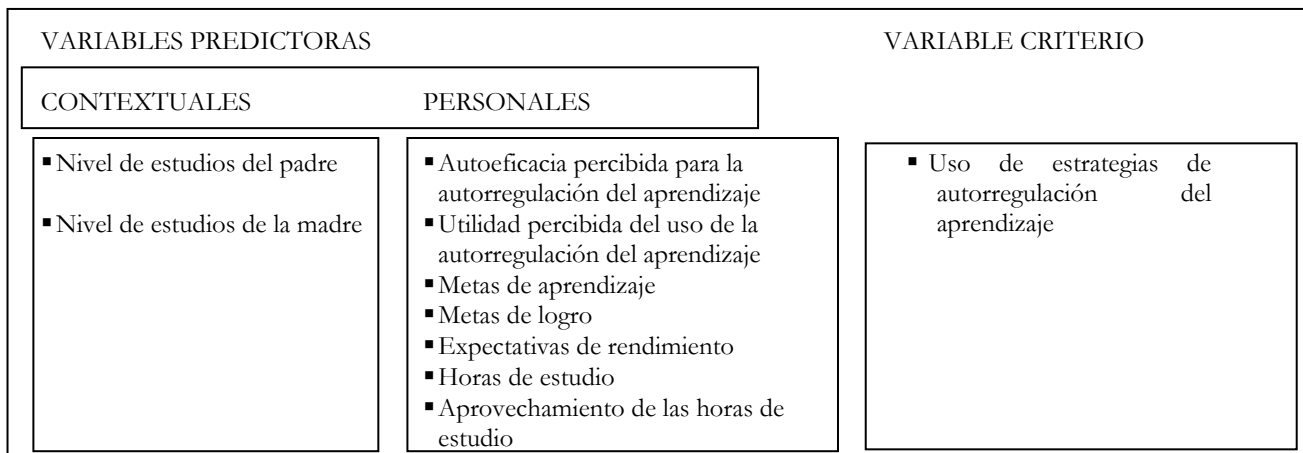 VARIABLES PREDICTORAS
VARIABLE CRITERIO
CONTEXTUALES
PERSONALES
▪ Nivel de estudios del padre
▪ Nivel de estudios de la madre
▪ Autoeficacia percibida para la
autorregulación del aprendizaje
▪ Utilidad percibida del uso de la
autorregulación del aprendizaje
▪ Metas de aprendizaje
▪ Metas de logro
▪ Expectativas de rendimiento
▪ Horas de estudio
▪ Aprovechamiento de las horas de
estudio
▪ Uso de estrategias de
autorregulación del
aprendizaje